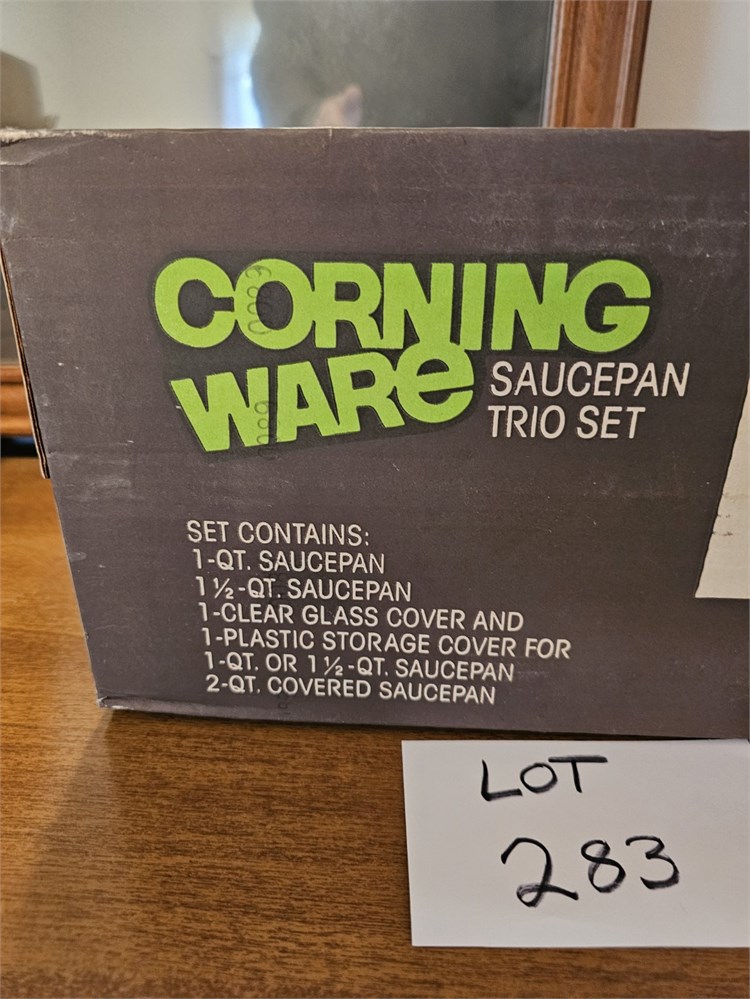 CORNING
WARe
SAUCEPAN
TRIO SET
SET CONTAINS:
1-QT. SAUCEPAN
1½-QT. SAUCEPAN
1-CLEAR GLASS COVER AND
1-PLASTIC STORAGE COVER FOR
1-QT. OR 1½-QT. SAUCEPAN
2-QT. COVERED SAUCEPAN
LOT
283